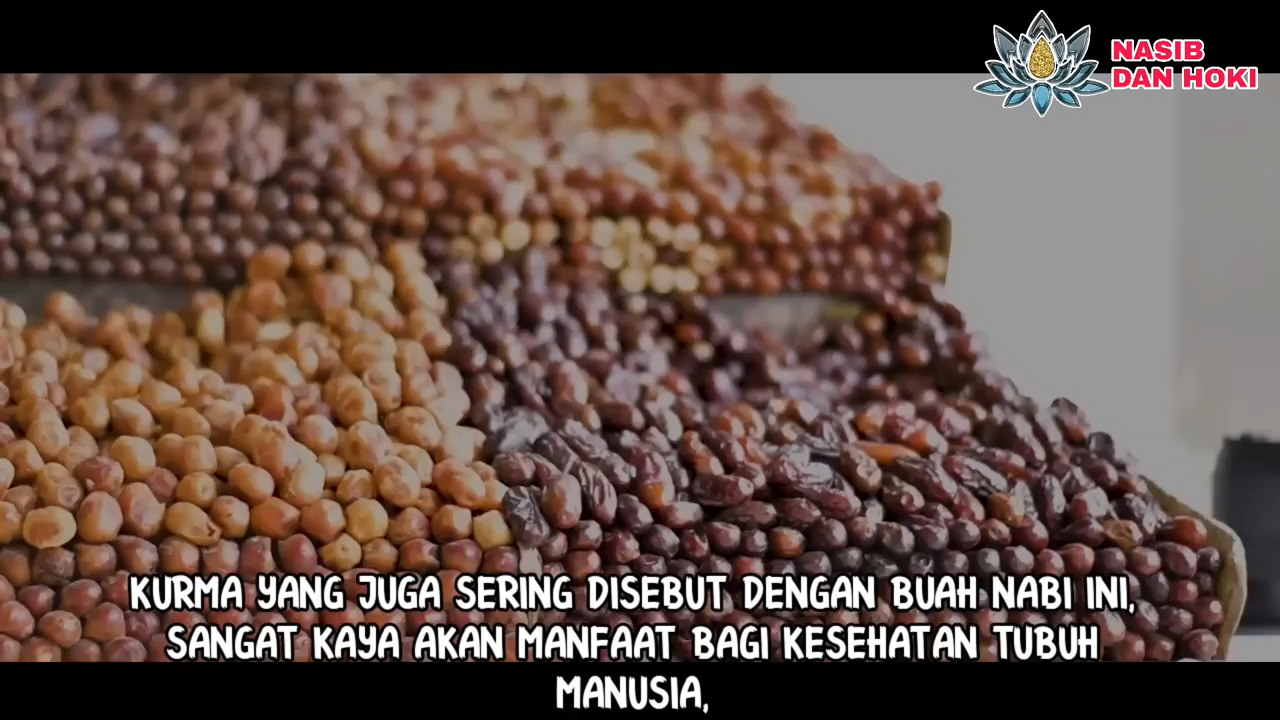 NASIB
DAN HOKI
KURMA YANG JUGA SERING DISEBUT DENGAN BUAH NABI INI,
SANGAT KAYA AKAN MANFAAT BAGI KESEHATAN TUBUH
MANUSIA,